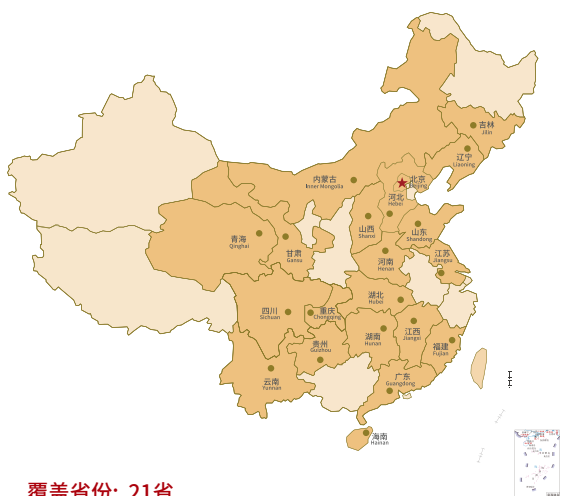 吉林
Jilin
辽宁
Liaoning
内蒙古
Inner Mongolia
北京
Beijing
河北
Hebei
山西
Shanxi
山东
Shandong
青海
Qinghai
甘肃
Gansu
河南
Henan
江苏
Jiangsu
湖北
Hubei
四川
Sichuan
重庆
Chongqing
湖南
Hunan
江西
Jiangxi
贵州
Guizhou
福建
Fujian
云南
Yunnan
广东
Guangdong
海南
Hainan
覆盖省份: 21省